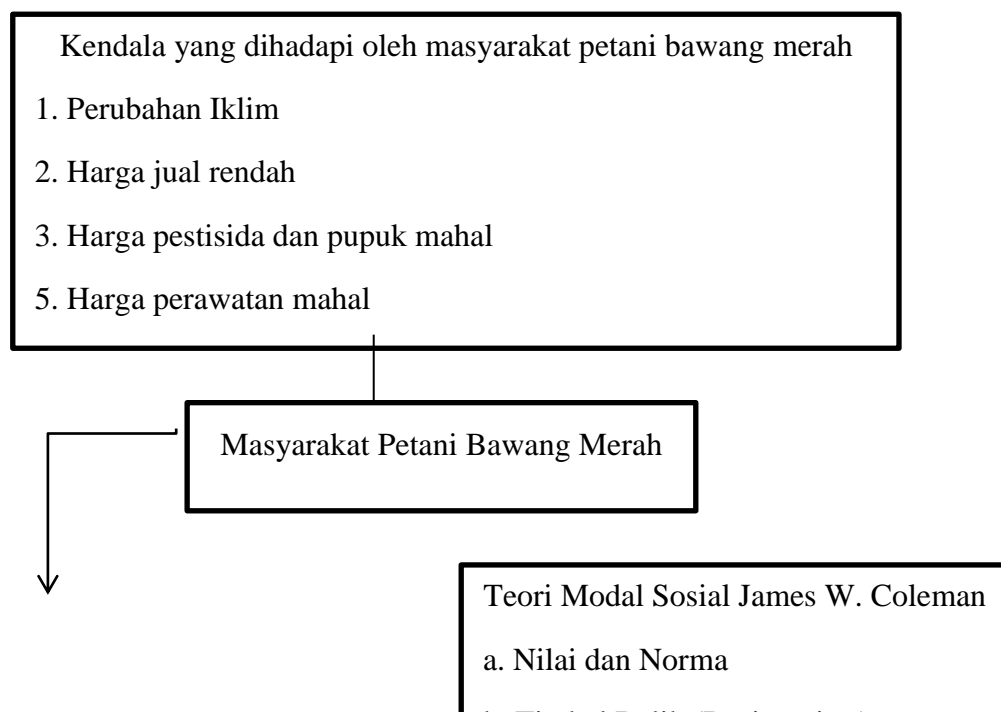 Kendala yang dihadapi oleh masyarakat petani bawang merah
1. Perubahan Iklim
2. Harga jual rendah
3. Harga pestisida dan pupuk mahal
5. Harga perawatan mahal
Masyarakat Petani Bawang Merah
Teori Modal Sosial James W. Coleman
a. Nilai dan Norma